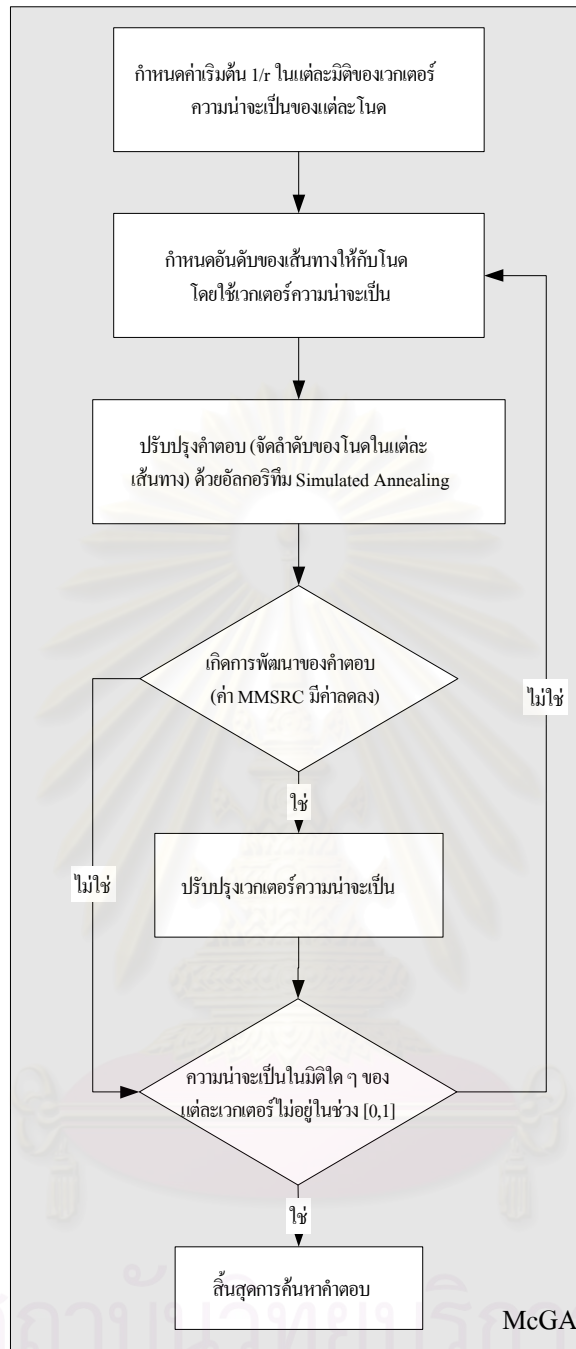 กำหนดค่าเริ่มต้น 1/r ในแต่ละมิติของเวกเตอร์
ความน่าจะเป็นของแต่ละโนด
กำหนดอันดับของเส้นทางให้กับโนด
โดยใช้เวกเตอร์ความน่าจะเป็น
ปรับปรุงคำตอบ (จัดลำดับของโนดในแต่ละ
เส้นทาง) ด้วยอัลกอริทึม Simulated Annealing
เกิดการพัฒนาของคำตอบ
(ค่า MMSRC มีค่าลดลง)
ไม่ใช่
ใช่
ไม่ใช่
ปรับปรุงเวกเตอร์ความน่าจะเป็น
ความน่าจะเป็นในมิติใด ๆ ของ
แต่ละเวกเตอร์ไม่อยู่ในช่วง [0,1]
ใช่
สิ้นสุดการค้นหาคำตอบ
McGA